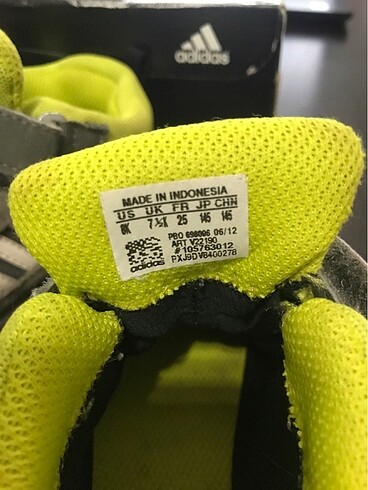 adidas
MADE IN INDONESIA
US UK FR JP CHN
8K 7½K 25 145 145
PBO 698006 06/12
ART V22190
# 105763012
PXJ9DV8400278
adidas